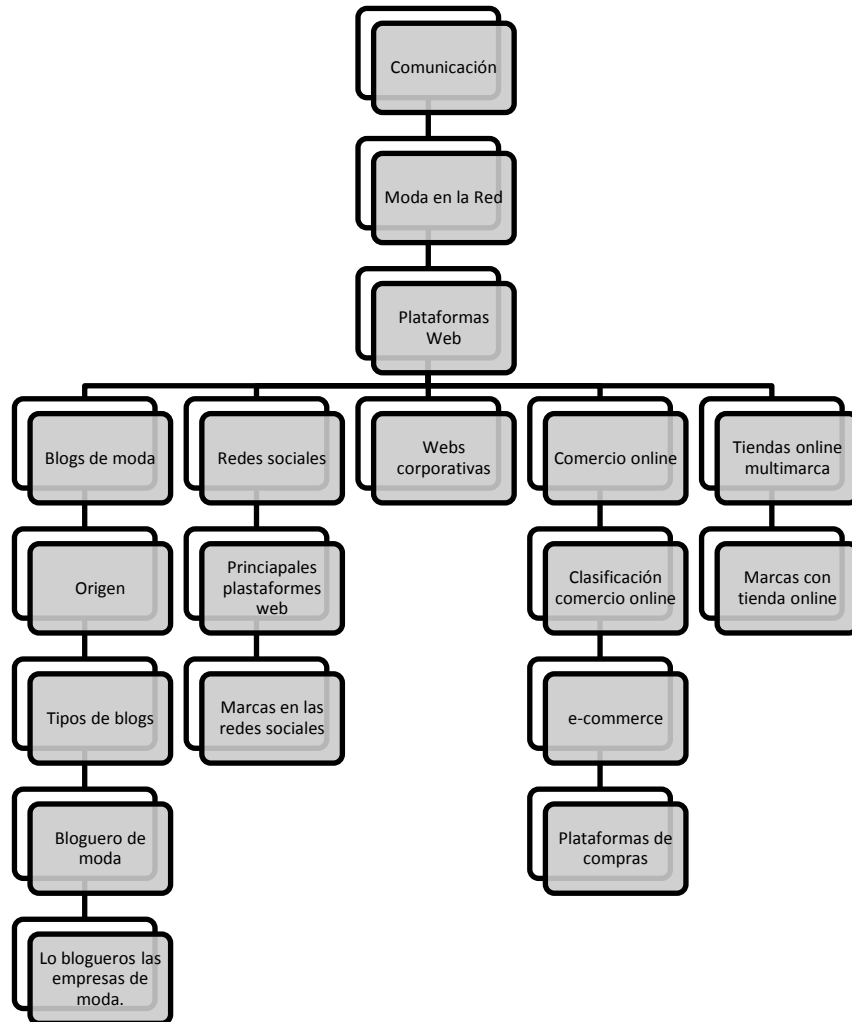 Comunicación
Moda en la Red
Plataformas
Web
Blogs de moda
Redes sociales
Webs
corporativas
Comercio online
Tiendas online
multimarca
Origen
Princiapales
plastaformes
web
Clasificación
comercio online
Marcas con
tienda online
Tipos de blogs
Marcas en las
redes sociales
e-commerce
Bloguero de
moda
Plataformas de
compras
Lo blogueros las
empresas de
moda.